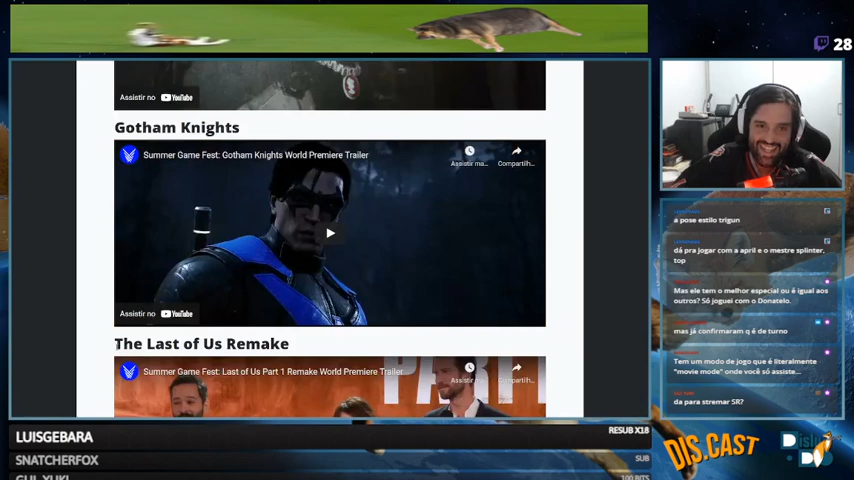 28
Assistir no YouTube
Gotham Knights
Summer Game Fest: Gotham Knights World Premiere Trailer
Assistir ma...
Compartilh...
Assistir no YouTube
The Last of Us Remake
Summer Game Fest: Last of Us Part 1 Remake World Premiere Trailer
Assistir ma...
Compartilh...
PART
a pose estilo trigun
dá pra jogar com a april e o mestre splinter,
top
Mas ele tem o melhor especial ou é igual aos
outros? Só joguei com o Donatelo.
mas já confirmaram q é de turno
Tem um modo de jogo que é literalmente
"movie mode" onde você só assiste...
da para stremar SR?
LUISGEBARA
RESUB X18
SNATCHERFOX
SUB
GUI_YUKI
100 BITS
DIS.CAST